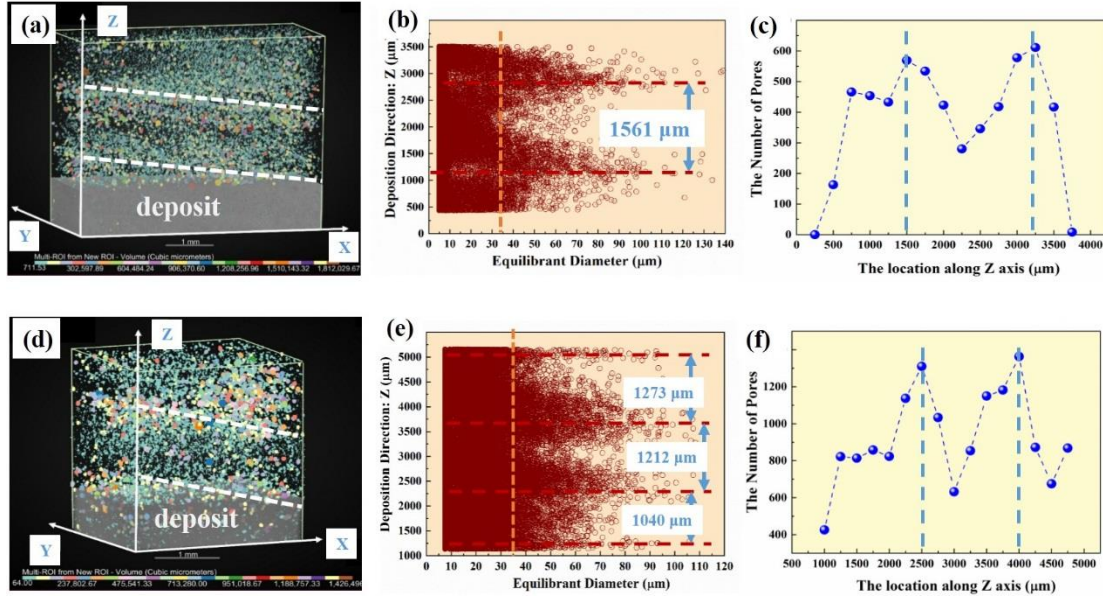 (a)
Z
deposit
Y
X
1 mm
Multi-ROI from New ROI - Volume (Cubic micrometers)
711.53 302,597.89 604,484.24 906,370.60 1,208,256.96 1,510,143.32 1,812,029.67
(b)
Deposition Direction: Z (μm)
3500
3000
2500
2000
1500
1000
500
0
1561 μm
0 10 20 30 40 50 60 70 80 90 100 110 120 130 140
Equilibrant Diameter (μm)
(c)
The Number of Pores
600
500
400
300
200
100
0
0 500 1000 1500 2000 2500 3000 3500 4000
The location along Z axis (μm)
(d)
Z
deposit
Y
X
1 mm
Multi-ROI from New ROI - Volume (Cubic micrometers)
64.00 237,802.67 475,541.33 713,280.00 951,018.67 1,188,757.33 1,426,496
(e)
Deposition Direction: Z (μm)
5000
4500
4000
3500
3000
2500
2000
1500
1000
1273 μm
1212 μm
1040 μm
0 10 20 30 40 50 60 70 80 90 100 110 120
Equilibrant Diameter (μm)
(f)
The Number of Pores
1200
1000
800
600
400
500 1000 1500 2000 2500 3000 3500 4000 4500 5000
The location along Z axis (μm)